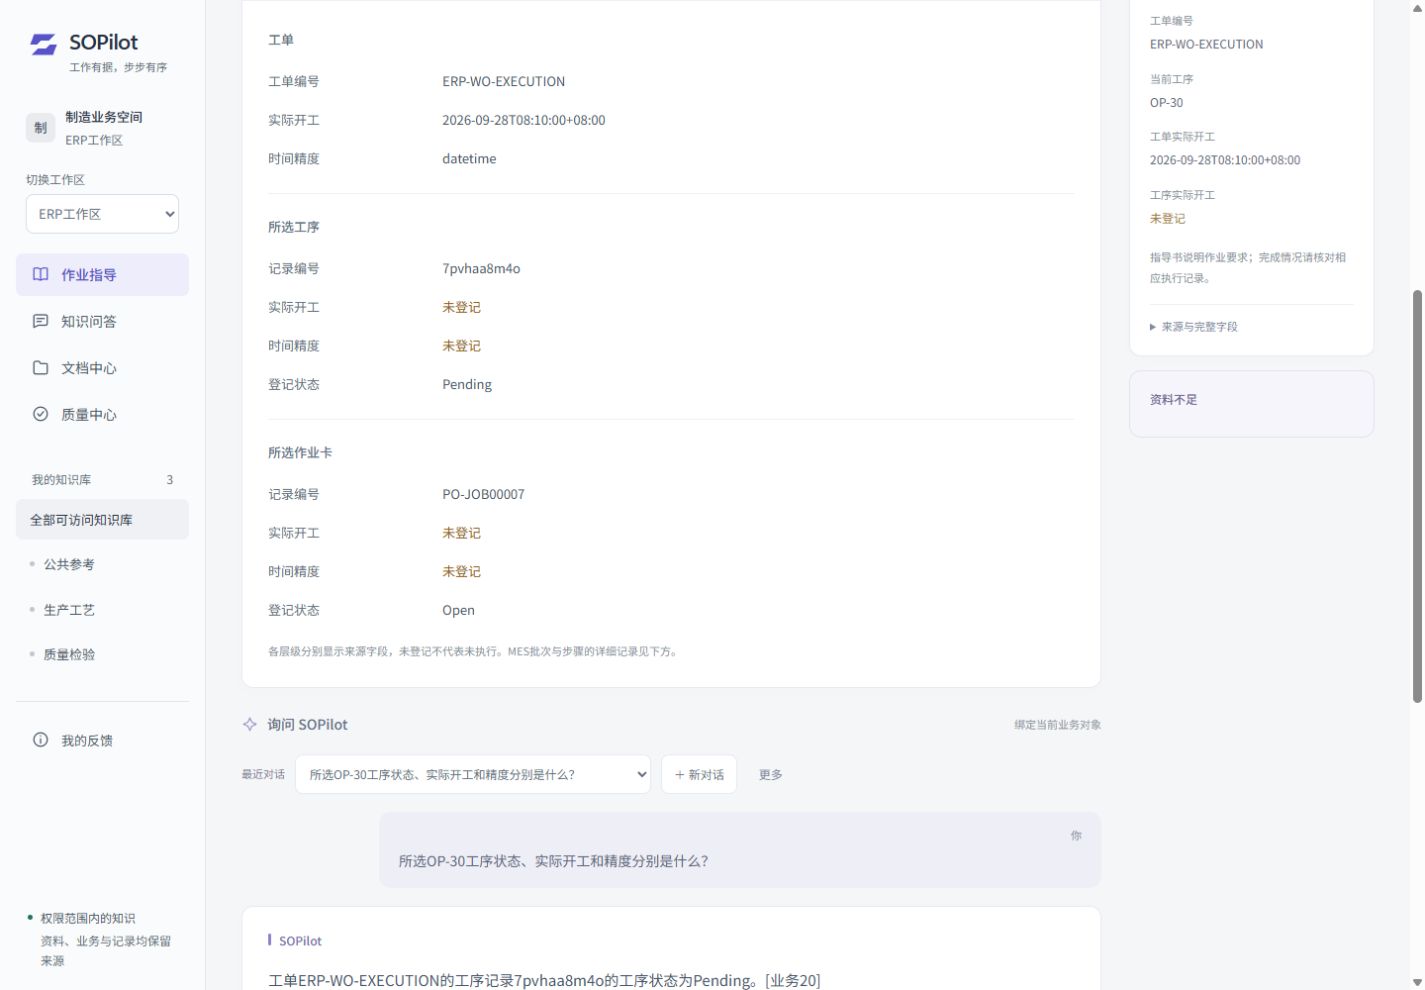 SOPilot
工作有据，步步有序
制
制造业务空间
ERP工作区
切换工作区
ERP工作区
作业指导
知识问答
文档中心
质量中心
我的知识库 3
全部可访问知识库
公共参考
生产工艺
质量检验
我的反馈
权限范围内的知识
资料、业务与记录均保留
来源
工单
工单编号 ERP-WO-EXECUTION
实际开工 2026-09-28T08:10:00+08:00
时间精度 datetime
所选工序
记录编号 7pvhaa8m4o
实际开工 未登记
时间精度 未登记
登记状态 Pending
所选作业卡
记录编号 PO-JOB00007
实际开工 未登记
时间精度 未登记
登记状态 Open
各层级分别显示来源字段，未登记不代表未执行。MES批次与步骤的详细记录见下方。
询问 SOPilot 绑定当前业务对象
最近对话 所选OP-30工序状态、实际开工和精度分别是什么？ + 新对话 更多
你
所选OP-30工序状态、实际开工和精度分别是什么？
SOPilot
工单ERP-WO-EXECUTION的工序记录7pvhaa8m4o的工序状态为Pending。[业务20]
工单编号
ERP-WO-EXECUTION
当前工序
OP-30
工单实际开工
2026-09-28T08:10:00+08:00
工序实际开工
未登记
指导书说明作业要求；完成情况请核对相
应执行记录。
来源与完整字段
资料不足